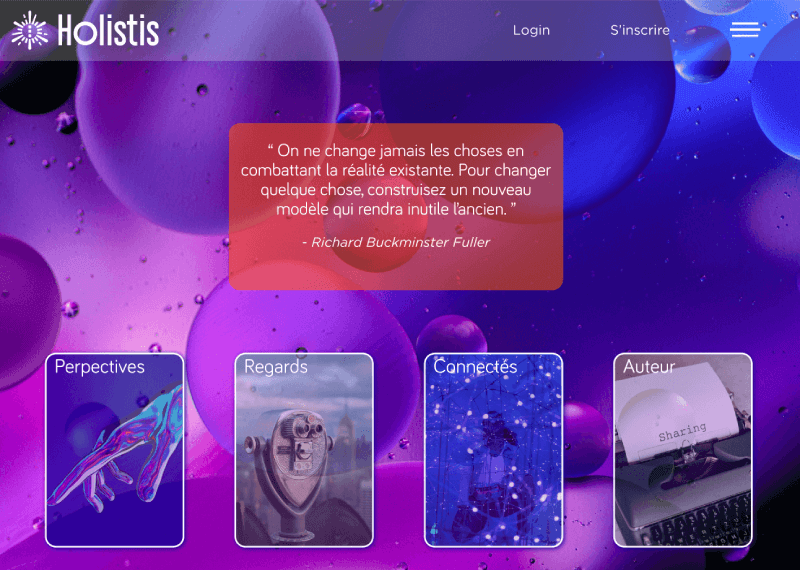 Holistis
Login
S'inscrire
“ On ne change jamais les choses en
combattant la réalité existante. Pour changer
quelque chose, construisez un nouveau
modèle qui rendra inutile l'ancien. ”
- Richard Buckminster Fuller
Perpectives
Regards
Connectés
Auteur
Sharing